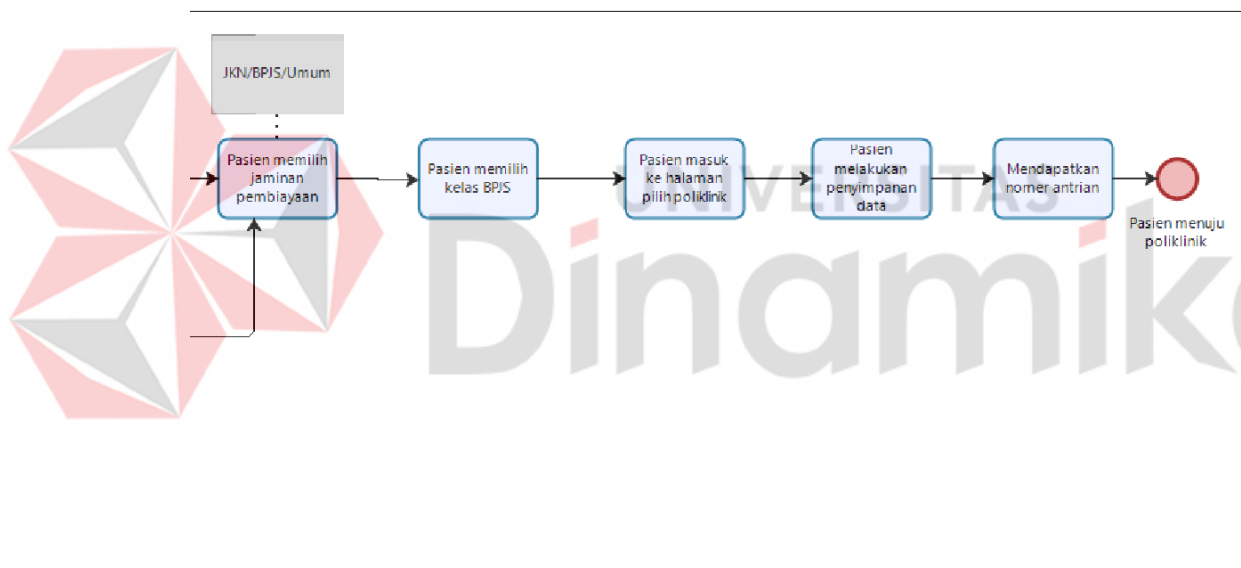 JKN/BPJS/Umum
Pasien memilih
jaminan
pembiayaan
Pasien memilih
kelas BPJS
Pasien masuk
ke halaman
pilih poliklinik
Pasien
melakukan
penyimpanan
data
Mendapatkan
nomer antrian
Pasien menuju
poliklinik
UNIVERSITAS
Dinamika